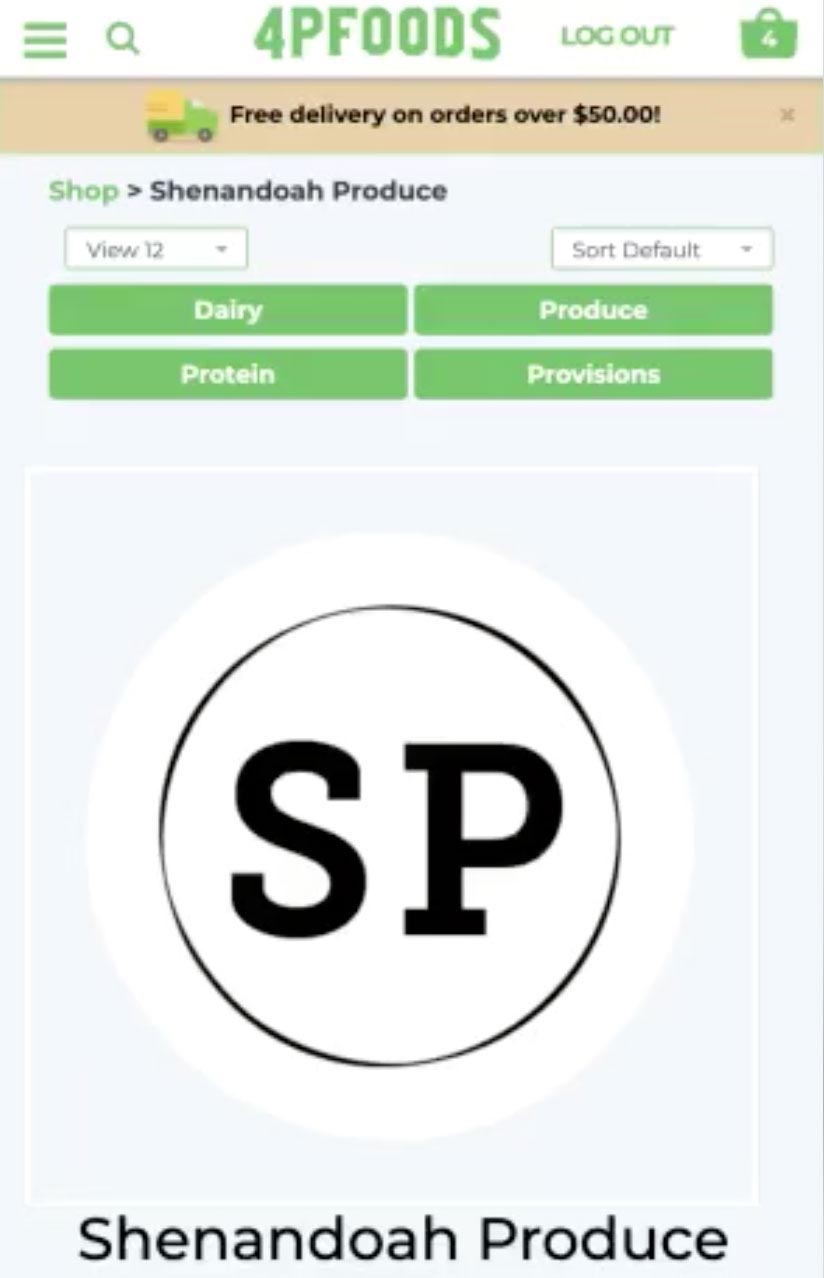 4PFOODS LOG OUT 4
Free delivery on orders over $50.00! ×
Shop > Shenandoah Produce
View 12 Sort Default
Dairy Produce
Protein Provisions
SP
Shenandoah Produce